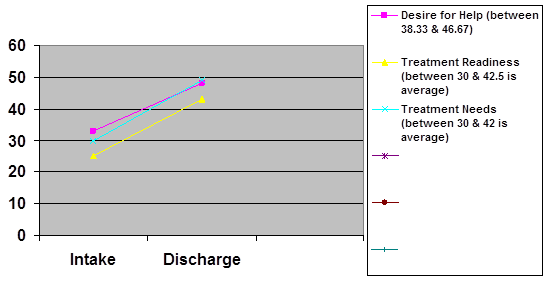 60
50
40
30
20
10
0
Intake Discharge
Desire for Help (between
38.33 & 46.67)
Treatment Readiness
(between 30 & 42.5 is
average)
Treatment Needs
(between 30 & 42 is
average)